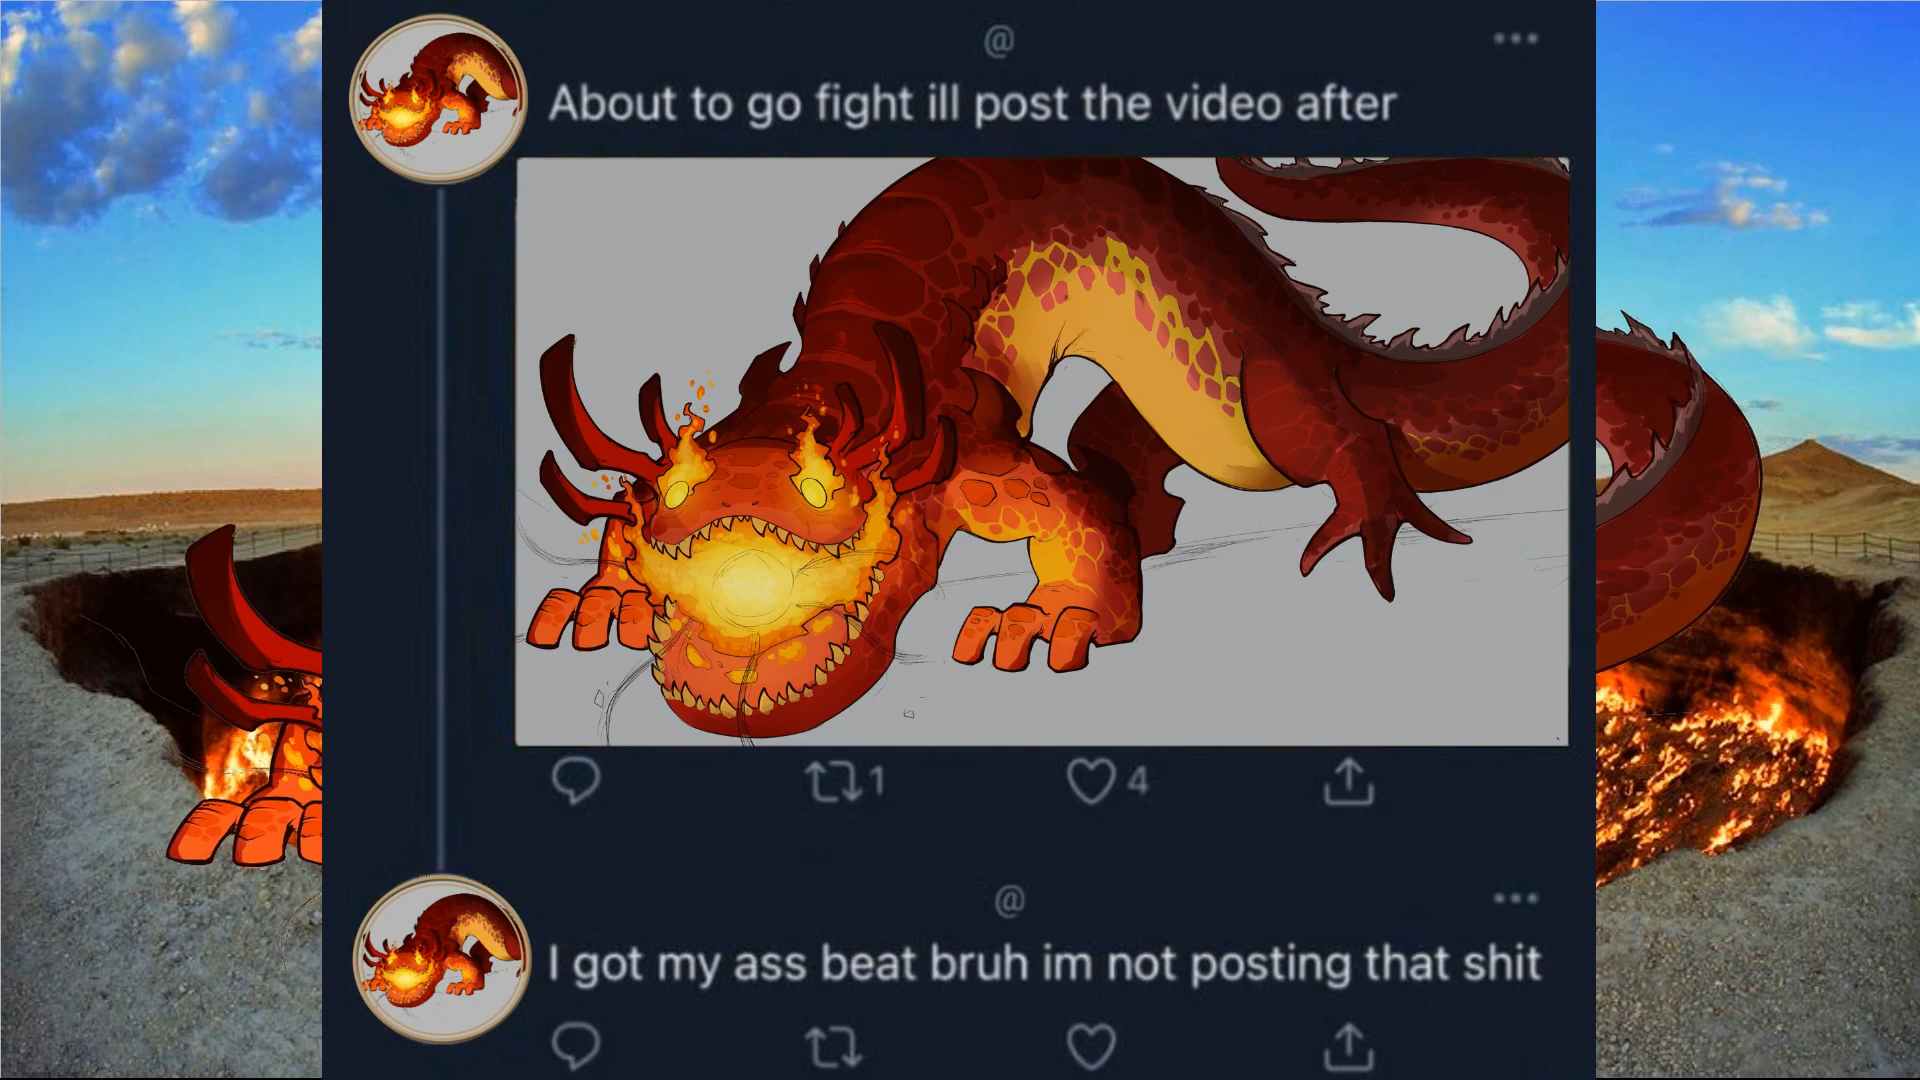 @
About to go fight ill post the video after
1
4
@
I got my ass beat bruh im not posting that shit